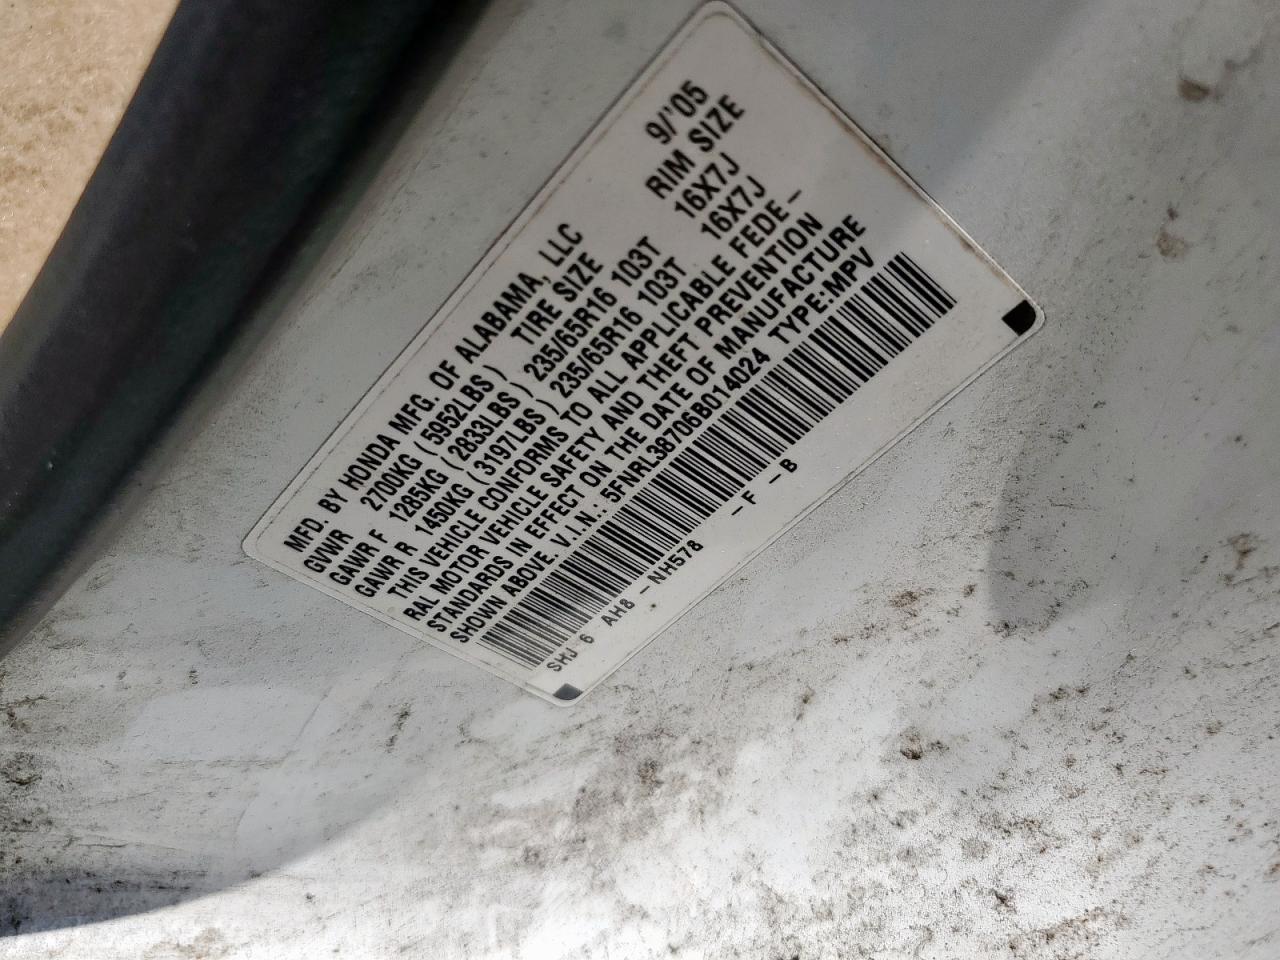 MFD. BY HONDA MFG. OF ALABAMA, LLC 9/'05
GVWR 2700KG (5952LBS) TIRE SIZE RIM SIZE
GAWR F 1285KG (2833LBS) 235/65R16 103T 16X7J
GAWR R 1450KG (3197LBS) 235/65R16 103T 16X7J
THIS VEHICLE CONFORMS TO ALL APPLICABLE FEDE-
RAL MOTOR VEHICLE SAFETY AND THEFT PREVENTION
STANDARDS IN EFFECT ON THE DATE OF MANUFACTURE
SHOWN ABOVE. V.I.N.: 5FNRL38706B014024 TYPE:MPV
SHJ 6 AH8 -NH578 -F -B